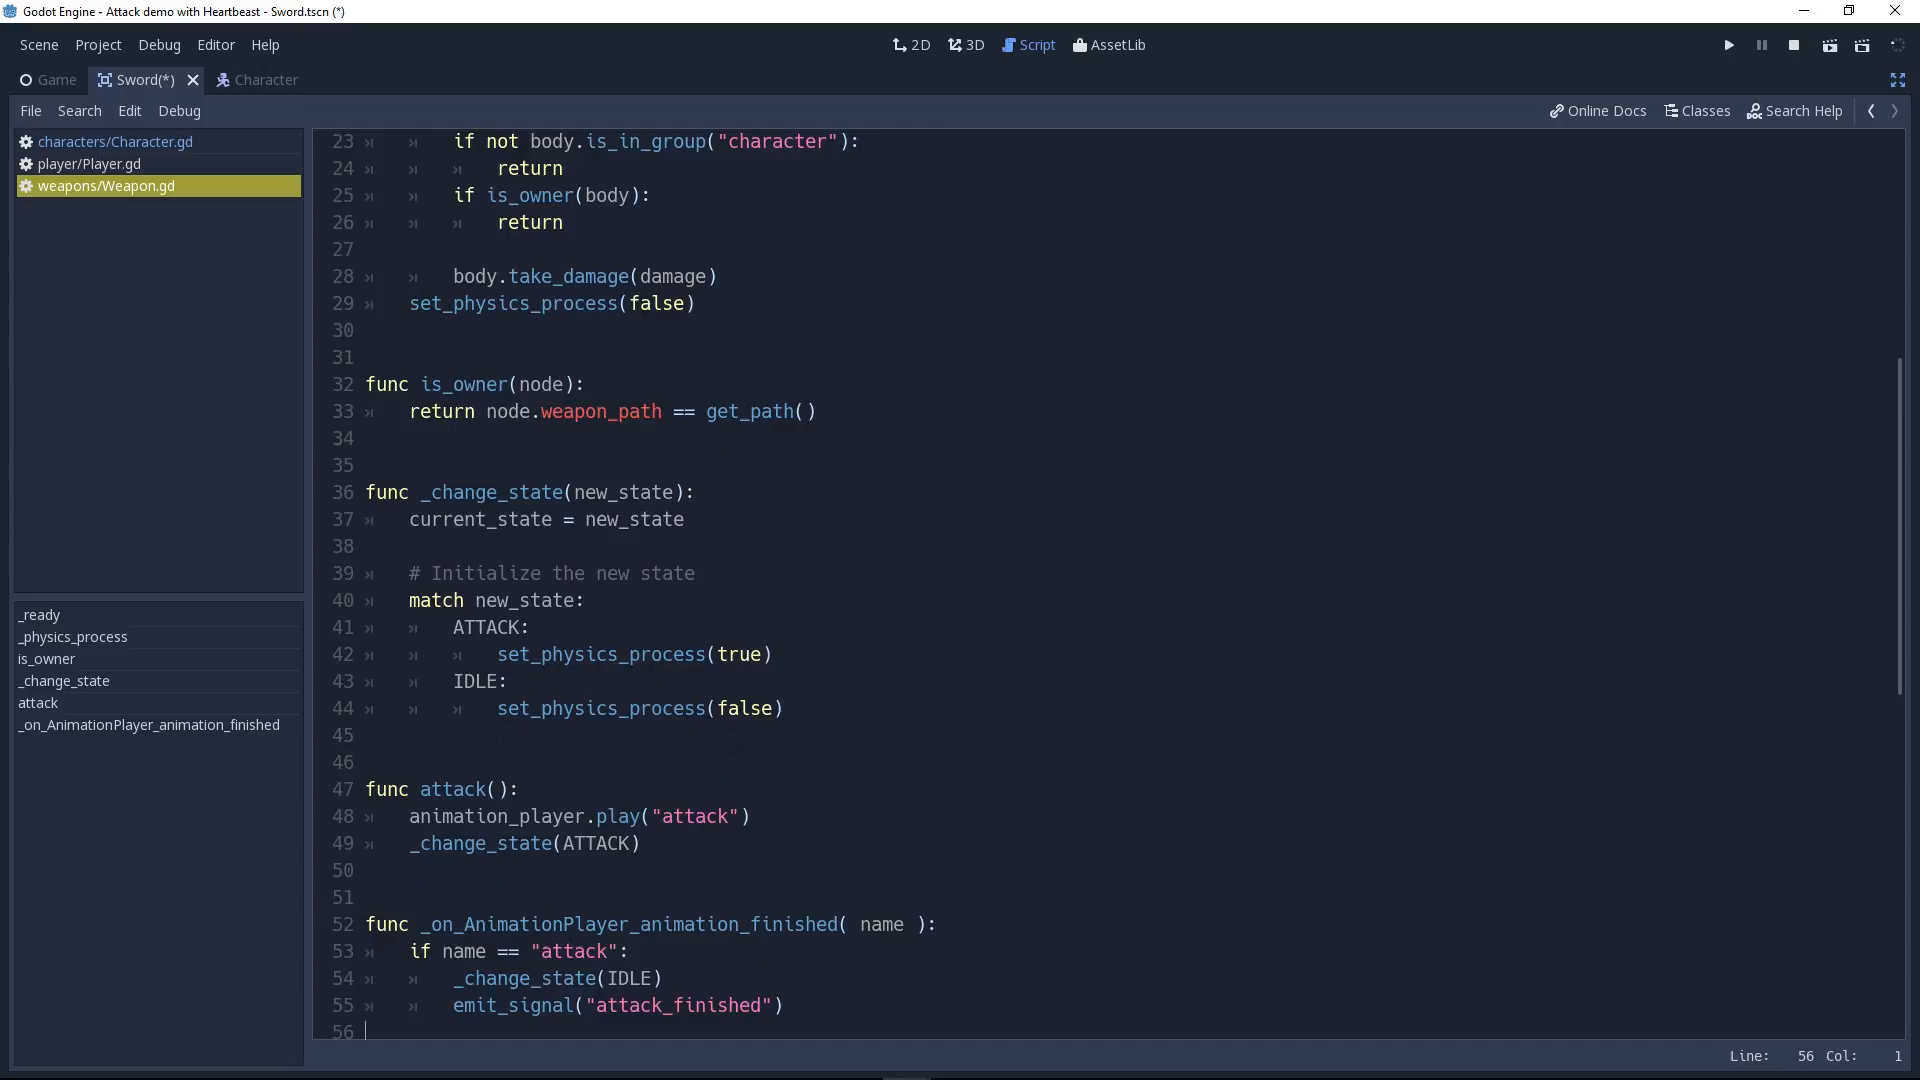 Godot Engine - Attack demo with Heartbeast - Sword.tscn (*)
Scene Project Debug Editor Help
2D 3D Script AssetLib
Game Sword(*) Character
File Search Edit Debug
Online Docs Classes Search Help
characters/Character.gd
player/Player.gd
weapons/Weapon.gd
_ready
_physics_process
is_owner
_change_state
attack
_on_AnimationPlayer_animation_finished
23 if not body.is_in_group("character"):
24 return
25 if is_owner(body):
26 return
27
28 body.take_damage(damage)
29 set_physics_process(false)
30
31
32 func is_owner(node):
33 return node.weapon_path == get_path()
34
35
36 func _change_state(new_state):
37 current_state = new_state
38
39 # Initialize the new state
40 match new_state:
41 ATTACK:
42 set_physics_process(true)
43 IDLE:
44 set_physics_process(false)
45
46
47 func attack():
48 animation_player.play("attack")
49 _change_state(ATTACK)
50
51
52 func _on_AnimationPlayer_animation_finished( name ):
53 if name == "attack":
54 _change_state(IDLE)
55 emit_signal("attack_finished")
56
Line: 56 Col: 1